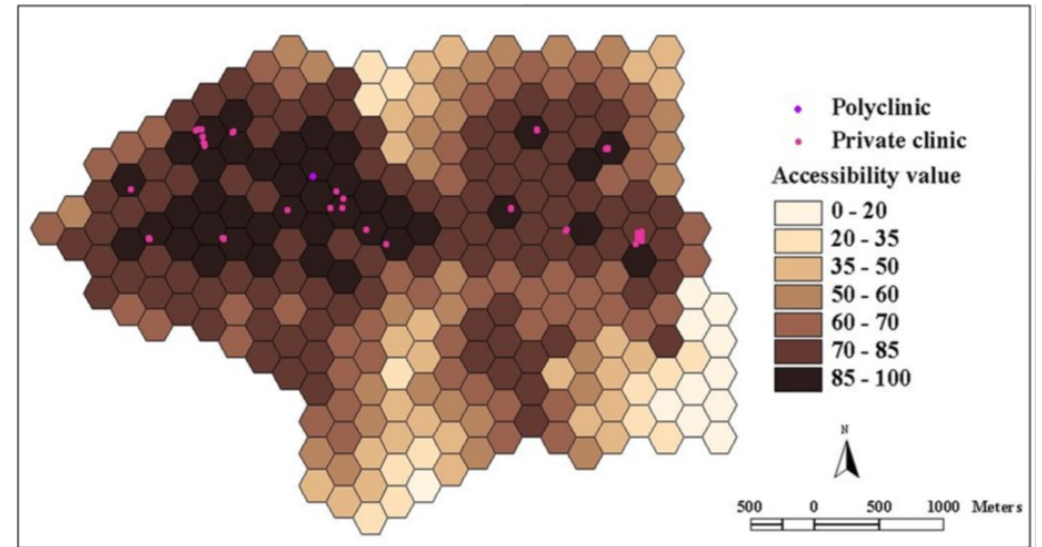 Polyclinic
Private clinic
Accessibility value
0 - 20
20 - 35
35 - 50
50 - 60
60 - 70
70 - 85
85 - 100
N
500 0 500 1000 Meters